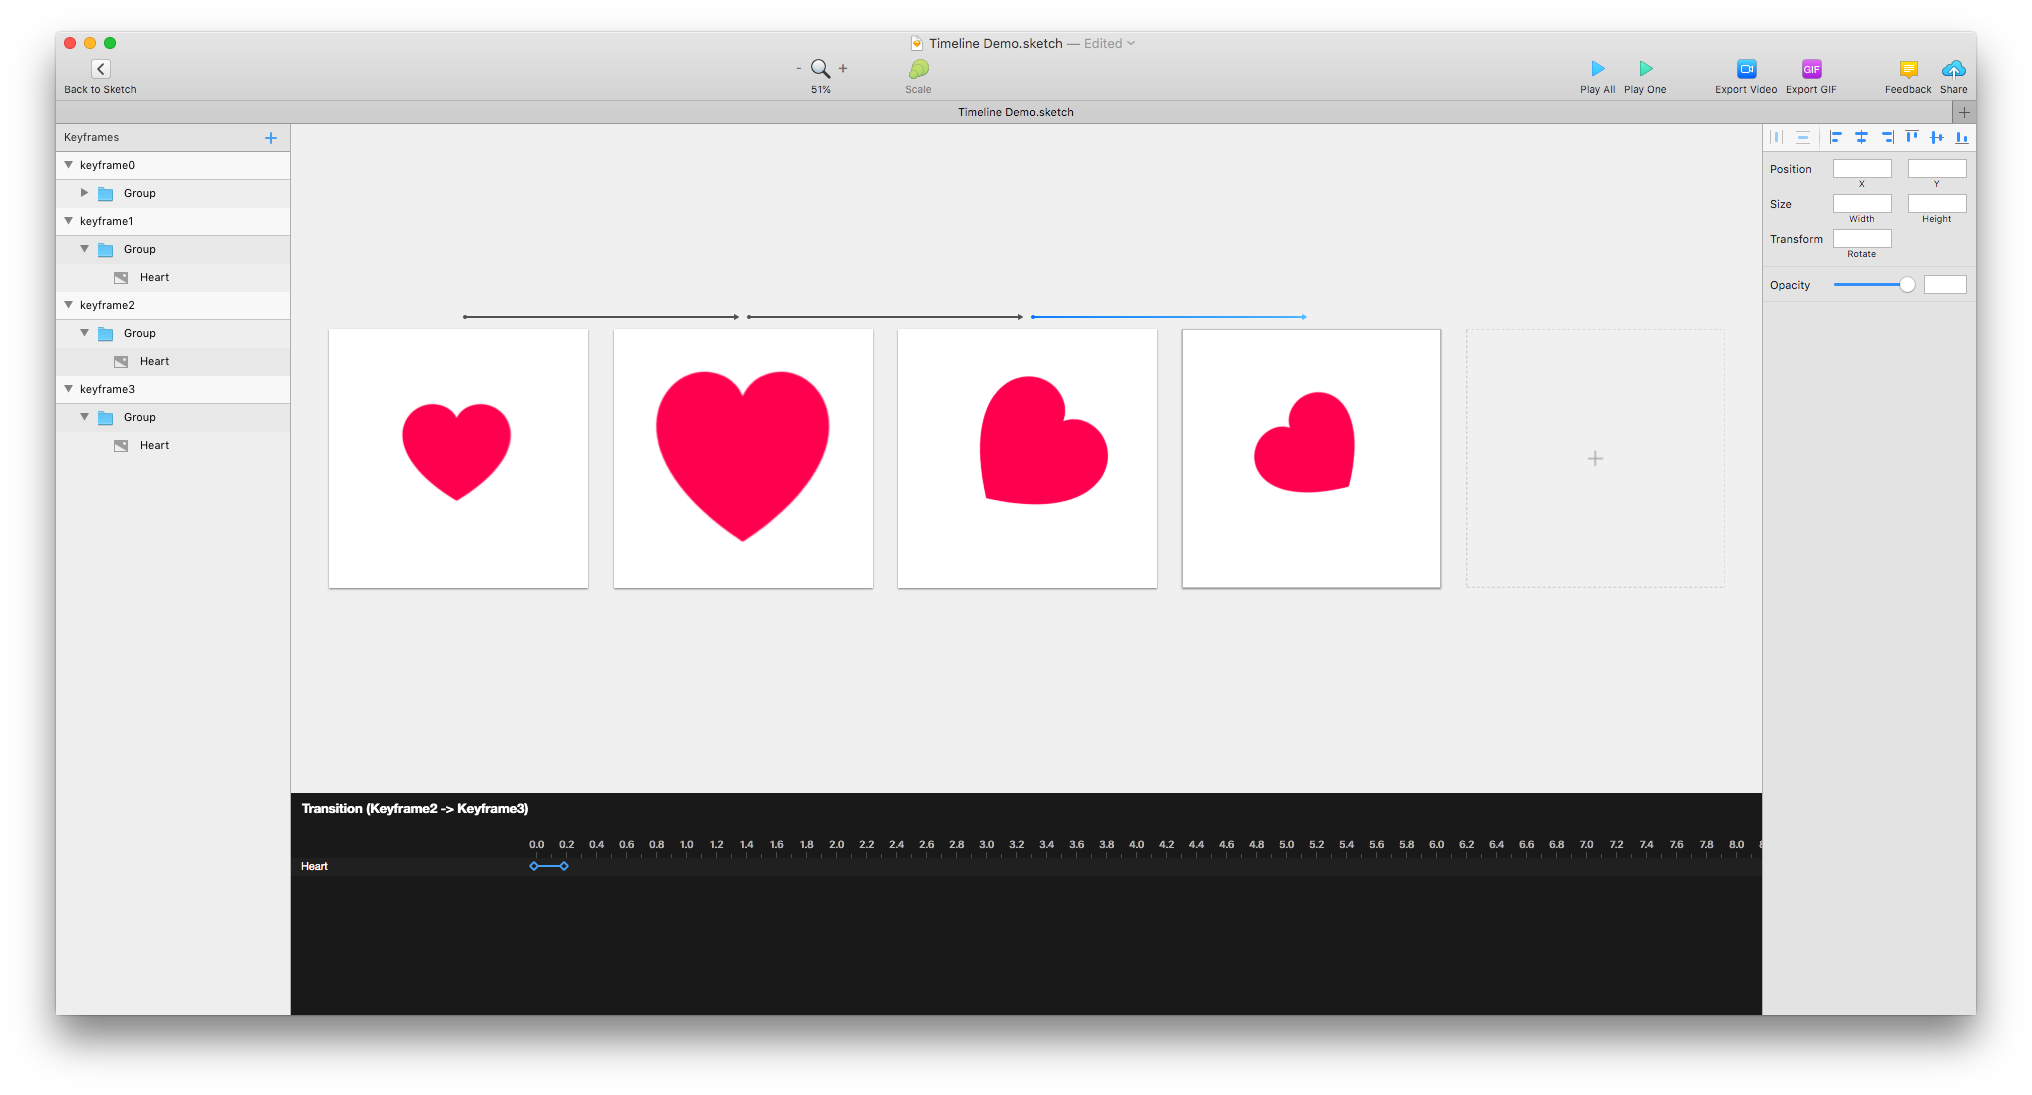 Timeline Demo.sketch — Edited
Back to Sketch
- +
51%
Scale
Play All Play One Export Video GIF Export GIF Feedback Share
Timeline Demo.sketch +
Keyframes +
keyframe0
Group
keyframe1
Group
Heart
keyframe2
Group
Heart
keyframe3
Group
Heart
Position
X Y
Size
Width Height
Transform
Rotate
Opacity
Transition (Keyframe2 -> Keyframe3)
0.0 0.2 0.4 0.6 0.8 1.0 1.2 1.4 1.6 1.8 2.0 2.2 2.4 2.6 2.8 3.0 3.2 3.4 3.6 3.8 4.0 4.2 4.4 4.6 4.8 5.0 5.2 5.4 5.6 5.8 6.0 6.2 6.4 6.6 6.8 7.0 7.2 7.4 7.6 7.8 8.0
Heart